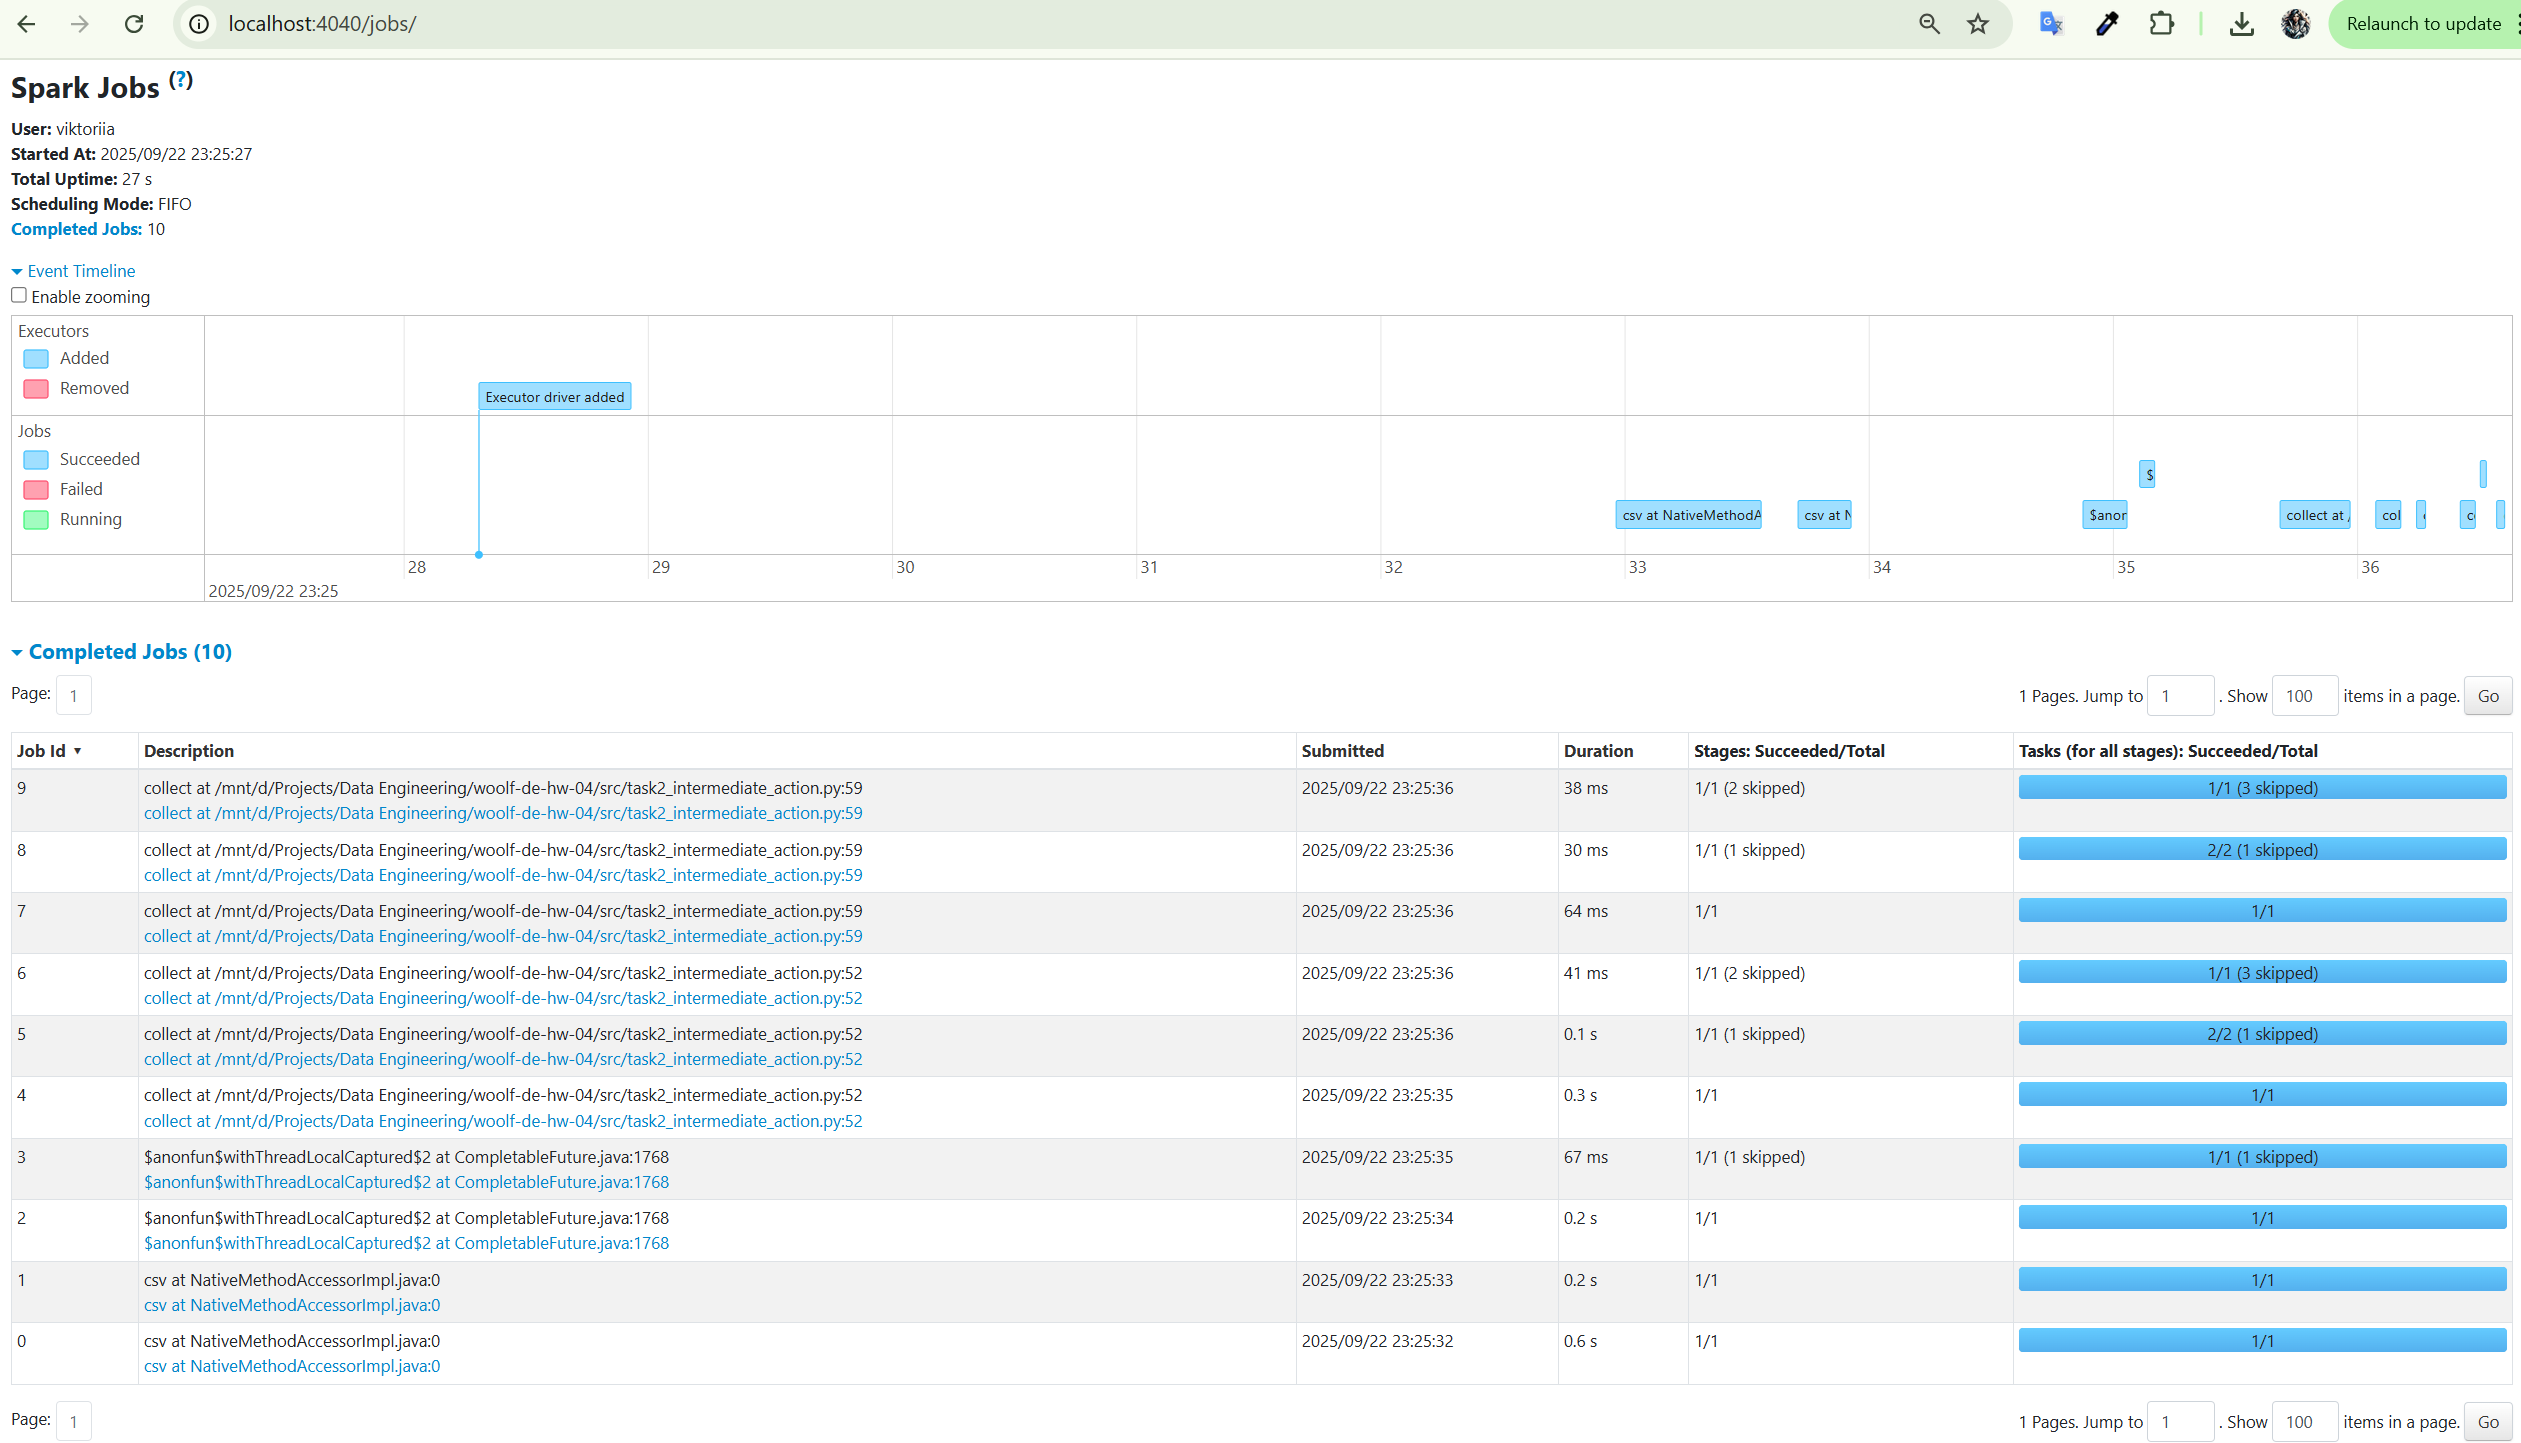 localhost:4040/jobs/
Relaunch to update
Spark Jobs (?)
User: viktoriia
Started At: 2025/09/22 23:25:27
Total Uptime: 27 s
Scheduling Mode: FIFO
Completed Jobs: 10
Event Timeline
Enable zooming
Executors
Added
Removed
Executor driver added
Jobs
Succeeded
Failed
Running
$
csv at NativeMethodA
csv at N
$anor
collect at /
col
c
28 29 30 31 32 33 34 35 36
2025/09/22 23:25
Completed Jobs (10)
Page: 1
1 Pages. Jump to 1 . Show 100 items in a page. Go
Job Id ▾ Description Submitted Duration Stages: Succeeded/Total Tasks (for all stages): Succeeded/Total
9 collect at /mnt/d/Projects/Data Engineering/woolf-de-hw-04/src/task2_intermediate_action.py:59 2025/09/22 23:25:36 38 ms 1/1 (2 skipped) 1/1 (3 skipped)
collect at /mnt/d/Projects/Data Engineering/woolf-de-hw-04/src/task2_intermediate_action.py:59
8 collect at /mnt/d/Projects/Data Engineering/woolf-de-hw-04/src/task2_intermediate_action.py:59 2025/09/22 23:25:36 30 ms 1/1 (1 skipped) 2/2 (1 skipped)
collect at /mnt/d/Projects/Data Engineering/woolf-de-hw-04/src/task2_intermediate_action.py:59
7 collect at /mnt/d/Projects/Data Engineering/woolf-de-hw-04/src/task2_intermediate_action.py:59 2025/09/22 23:25:36 64 ms 1/1 1/1
collect at /mnt/d/Projects/Data Engineering/woolf-de-hw-04/src/task2_intermediate_action.py:59
6 collect at /mnt/d/Projects/Data Engineering/woolf-de-hw-04/src/task2_intermediate_action.py:52 2025/09/22 23:25:36 41 ms 1/1 (2 skipped) 1/1 (3 skipped)
collect at /mnt/d/Projects/Data Engineering/woolf-de-hw-04/src/task2_intermediate_action.py:52
5 collect at /mnt/d/Projects/Data Engineering/woolf-de-hw-04/src/task2_intermediate_action.py:52 2025/09/22 23:25:36 0.1 s 1/1 (1 skipped) 2/2 (1 skipped)
collect at /mnt/d/Projects/Data Engineering/woolf-de-hw-04/src/task2_intermediate_action.py:52
4 collect at /mnt/d/Projects/Data Engineering/woolf-de-hw-04/src/task2_intermediate_action.py:52 2025/09/22 23:25:35 0.3 s 1/1 1/1
collect at /mnt/d/Projects/Data Engineering/woolf-de-hw-04/src/task2_intermediate_action.py:52
3 $anonfun$withThreadLocalCaptured$2 at CompletableFuture.java:1768 2025/09/22 23:25:35 67 ms 1/1 (1 skipped) 1/1 (1 skipped)
$anonfun$withThreadLocalCaptured$2 at CompletableFuture.java:1768
2 $anonfun$withThreadLocalCaptured$2 at CompletableFuture.java:1768 2025/09/22 23:25:34 0.2 s 1/1 1/1
$anonfun$withThreadLocalCaptured$2 at CompletableFuture.java:1768
1 csv at NativeMethodAccessorImpl.java:0 2025/09/22 23:25:33 0.2 s 1/1 1/1
csv at NativeMethodAccessorImpl.java:0
0 csv at NativeMethodAccessorImpl.java:0 2025/09/22 23:25:32 0.6 s 1/1 1/1
csv at NativeMethodAccessorImpl.java:0
Page: 1
1 Pages. Jump to 1 . Show 100 items in a page. Go